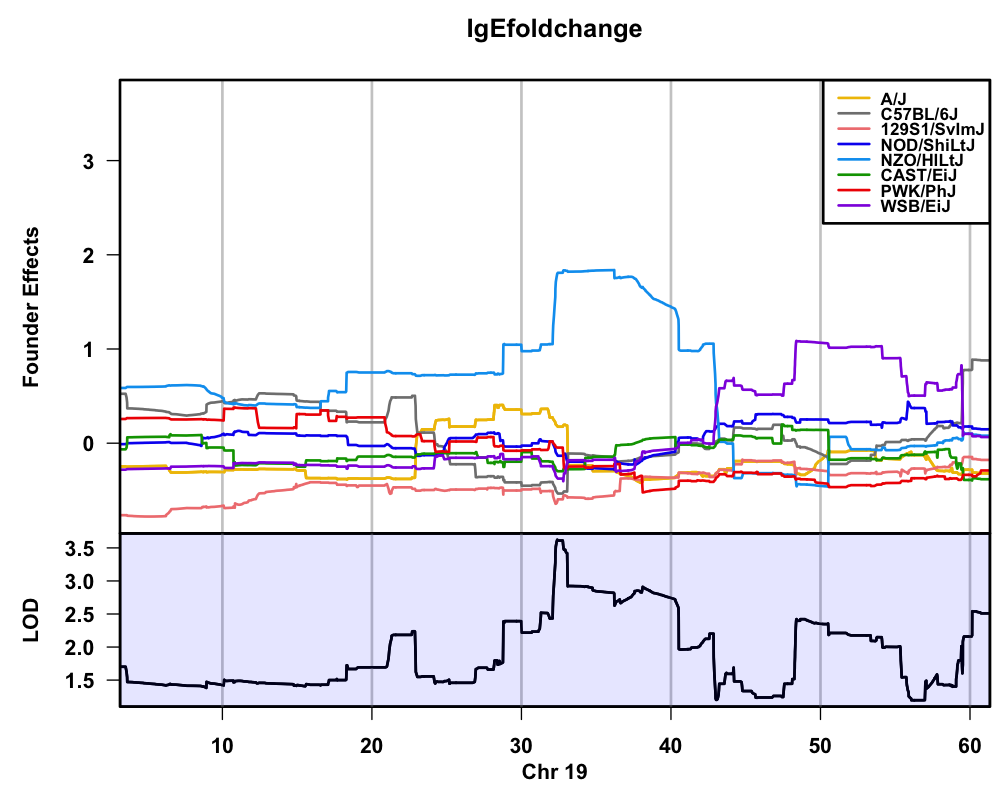 IgEfoldchange
A/J
C57BL/6J
129S1/SvImJ
NOD/ShiLtJ
NZO/HlLtJ
CAST/EiJ
PWK/PhJ
WSB/EiJ
Founder Effects
3
2
1
0
LOD
3.5
3.0
2.5
2.0
1.5
10 20 30 40 50 60
Chr 19